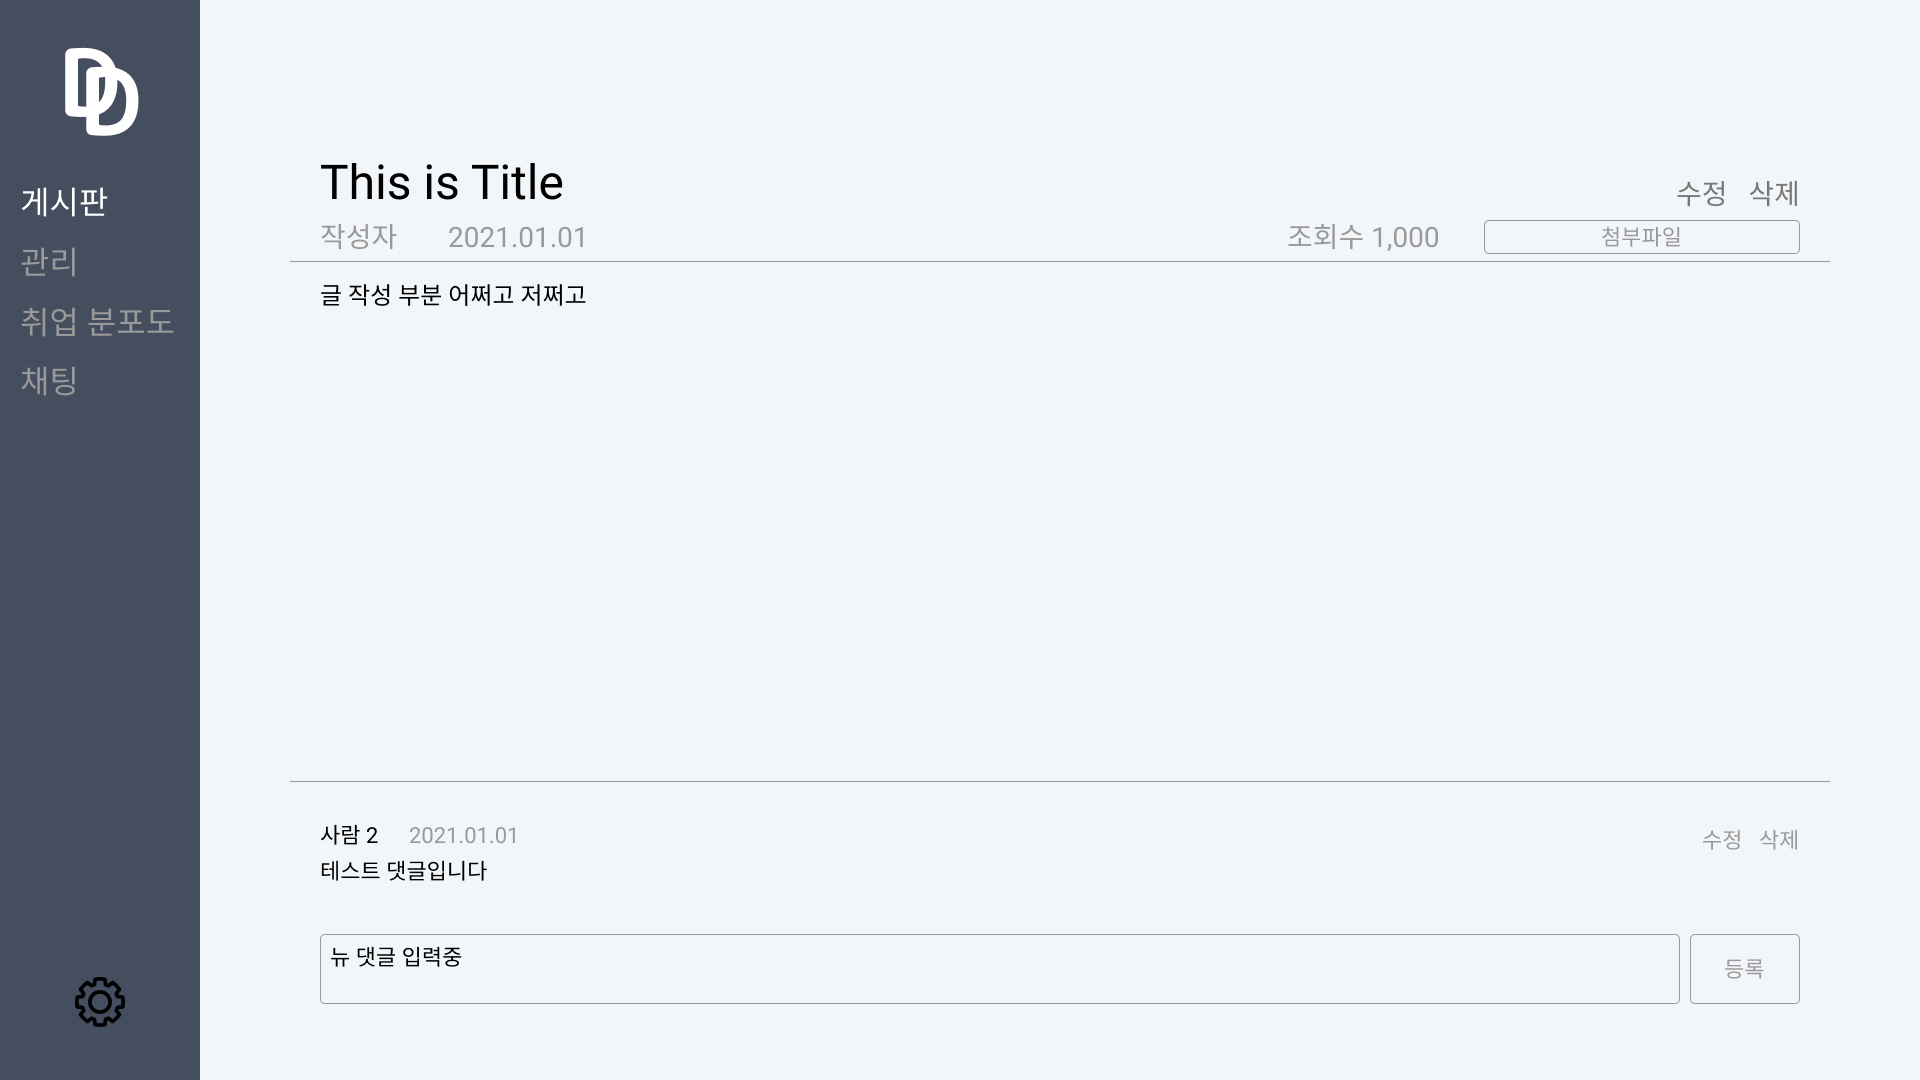 DD
게시판
관리
취업 분포도
채팅
This is Title
수정 삭제
작성자 2021.01.01 조회수 1,000 첨부파일
글 작성 부분 어쩌고 저쩌고
사람 2 2021.01.01 수정 삭제
테스트 댓글입니다
뉴 댓글 입력중
등록